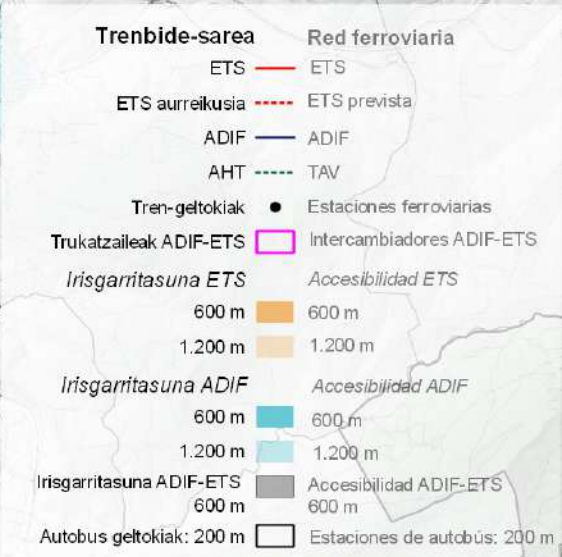 Trenbide-sarea Red ferroviaria
ETS ETS
ETS aurreikusia ETS prevista
ADIF ADIF
AHT TAV
Tren-geltokiak Estaciones ferroviarias
Trukatzaileak ADIF-ETS Intercambiadores ADIF-ETS
Irisgarritasuna ETS Accesibilidad ETS
600 m 600 m
1.200 m 1.200 m
Irisgarritasuna ADIF Accesibilidad ADIF
600 m 600 m
1.200 m 1.200 m
Irisgarritasuna ADIF-ETS Accesibilidad ADIF-ETS
600 m 600 m
Autobus geltokiak: 200 m Estaciones de autobús: 200 m